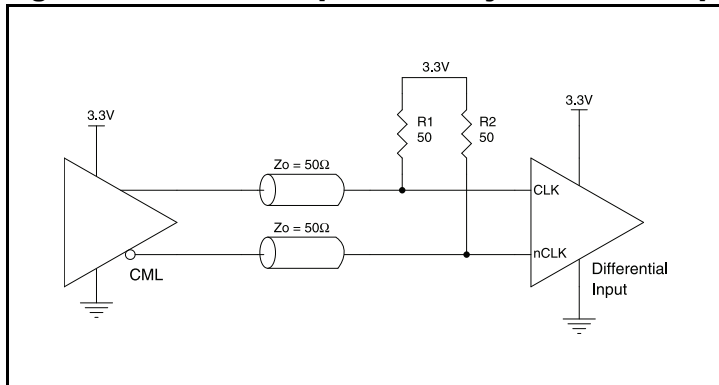 3.3V
3.3V
3.3V
R1
50
R2
50
Zo = 50Ω
CLK
Zo = 50Ω
nCLK
CML
Differential
Input